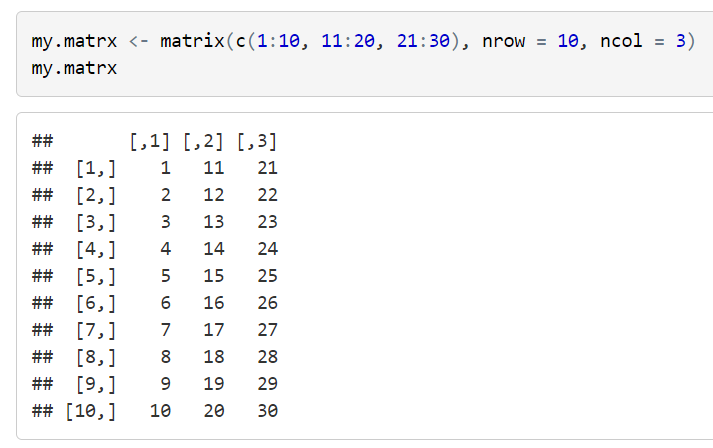 my.matrx <- matrix(c(1:10, 11:20, 21:30), nrow = 10, ncol = 3)
my.matrx
##       [,1] [,2] [,3]
##  [1,]    1   11   21
##  [2,]    2   12   22
##  [3,]    3   13   23
##  [4,]    4   14   24
##  [5,]    5   15   25
##  [6,]    6   16   26
##  [7,]    7   17   27
##  [8,]    8   18   28
##  [9,]    9   19   29
## [10,]   10   20   30